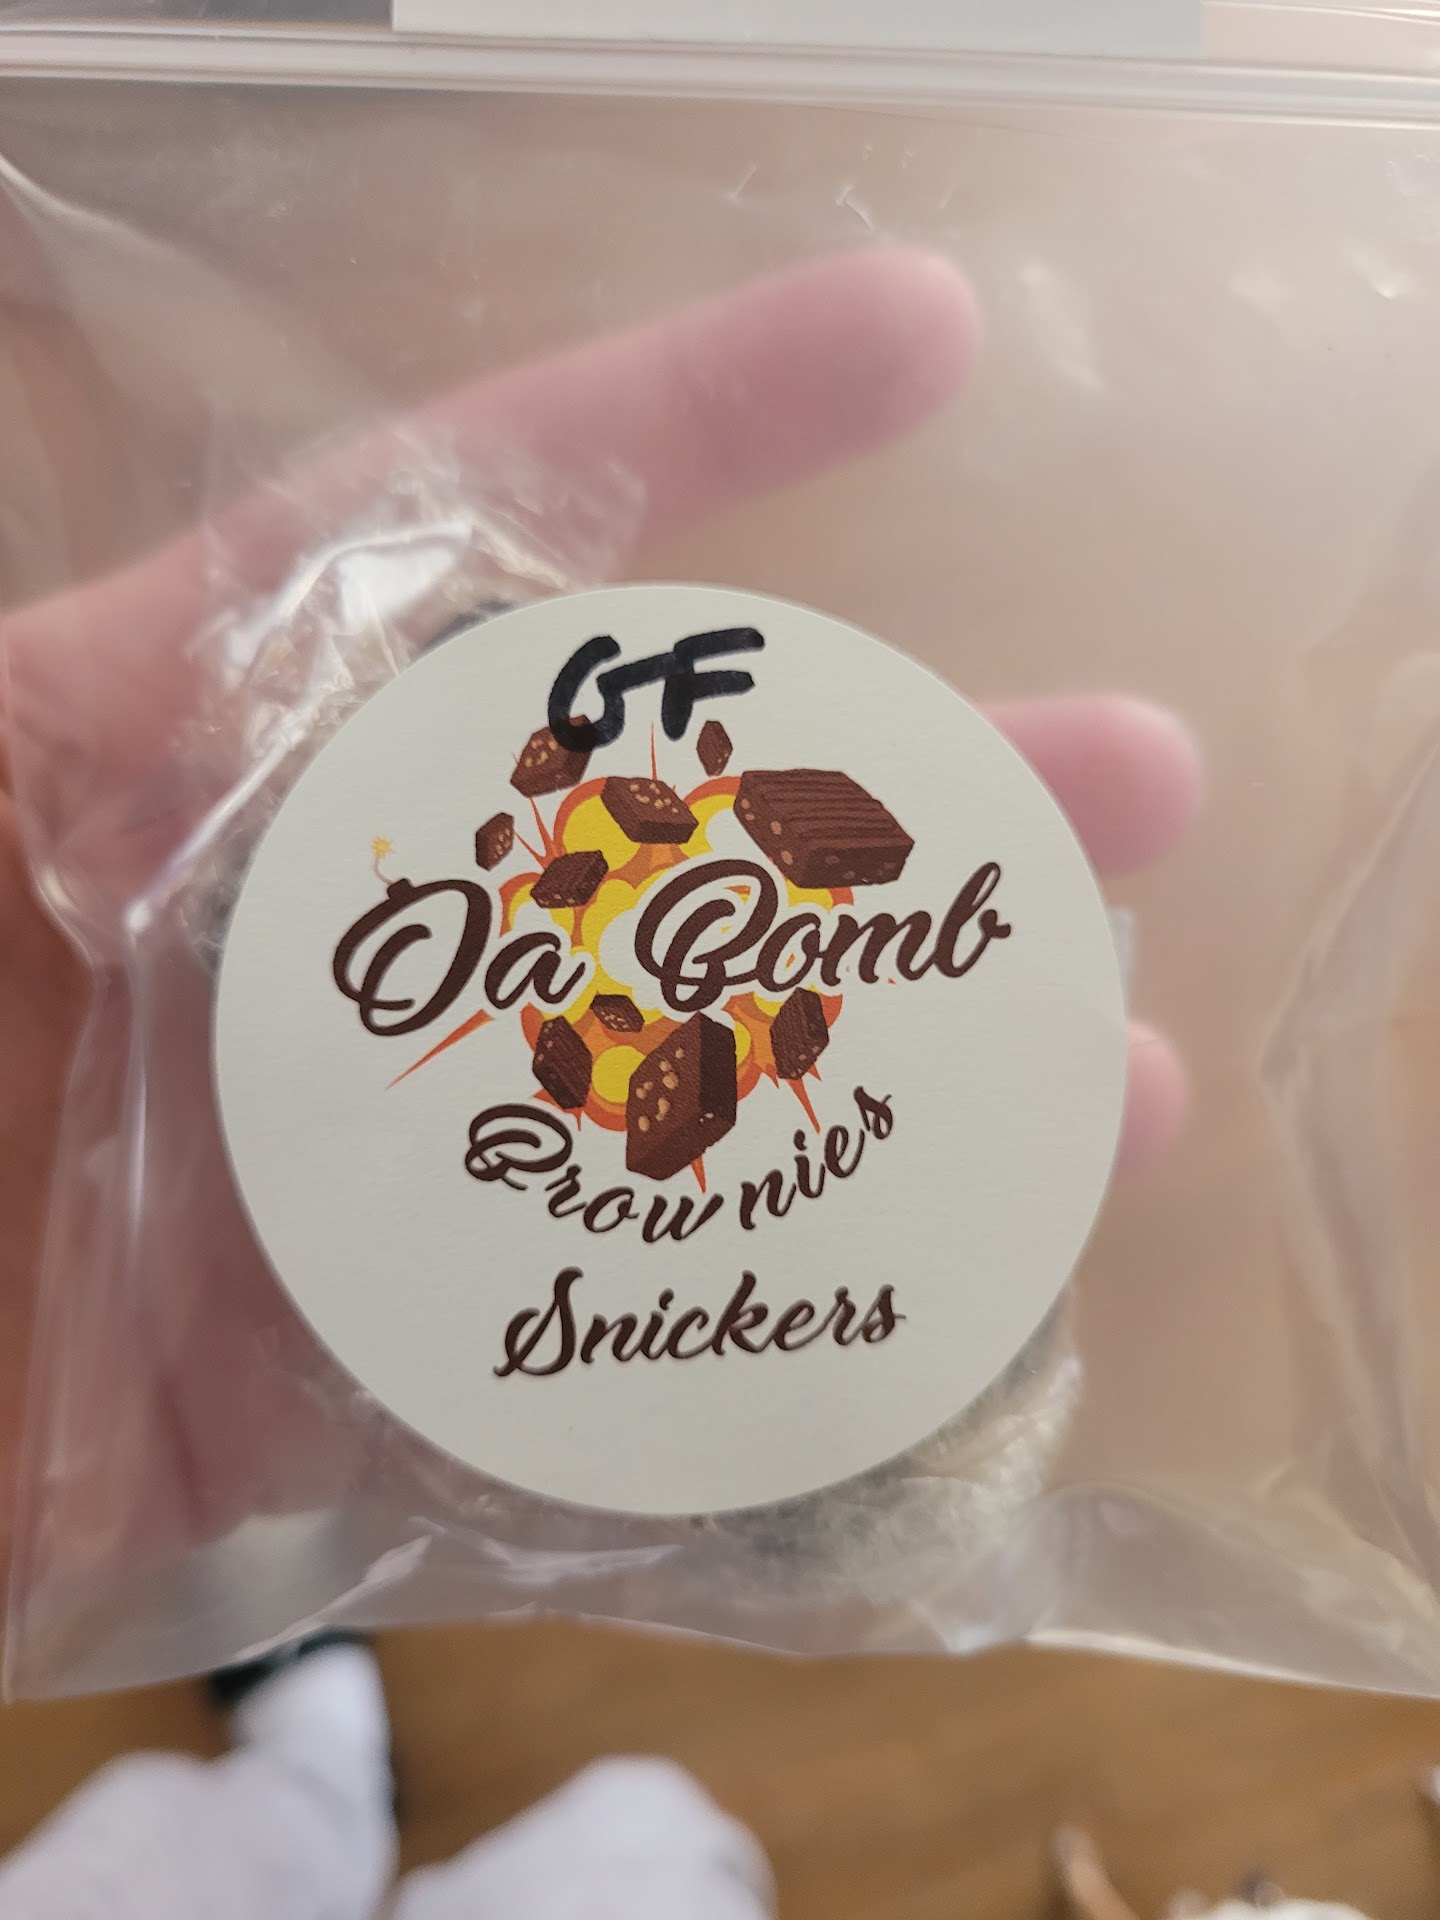 GF
Da Bomb
Brownies
Snickers